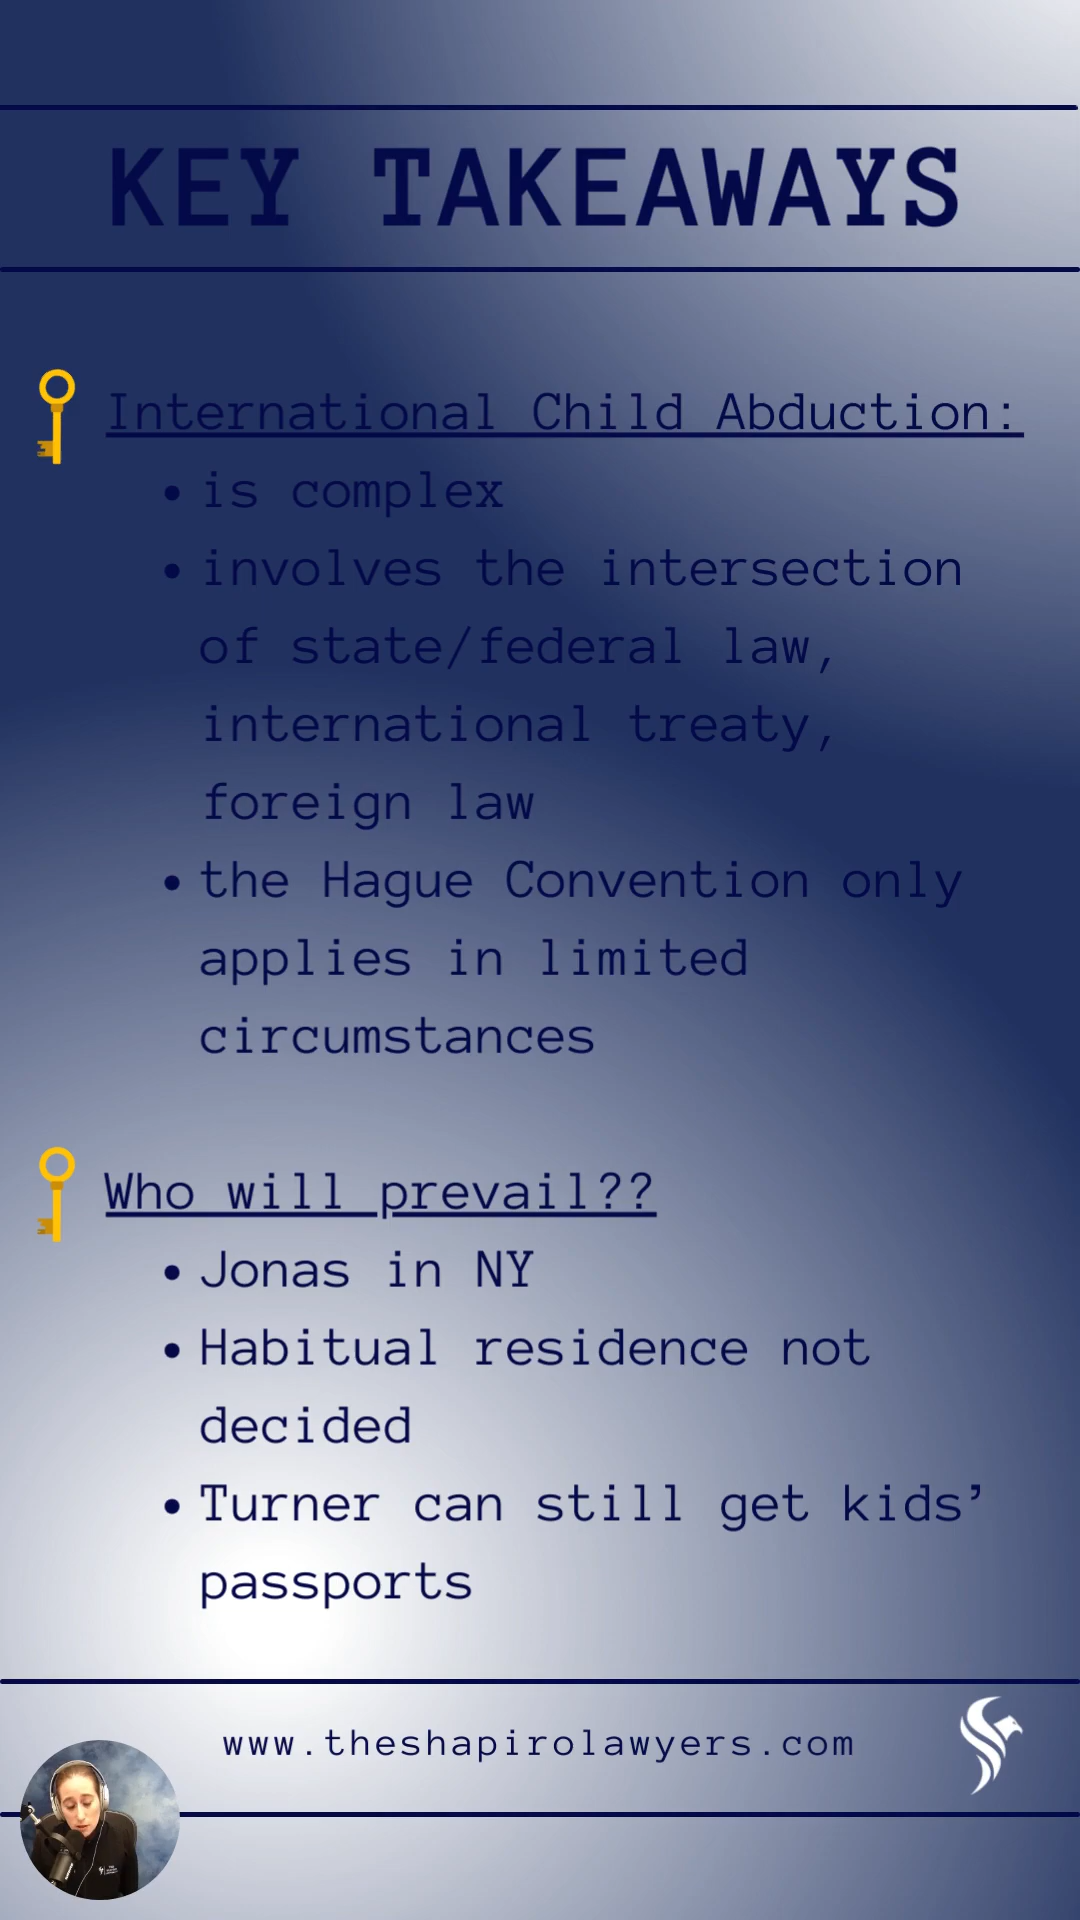 KEY TAKEAWAYS
International Child Abduction:
• is complex
• involves the intersection
of state/federal law,
international treaty,
foreign law
• the Hague Convention only
applies in limited
circumstances
Who will prevail??
• Jonas in NY
• Habitual residence not
decided
• Turner can still get kids’
passports
www.theshapirolawyers.com